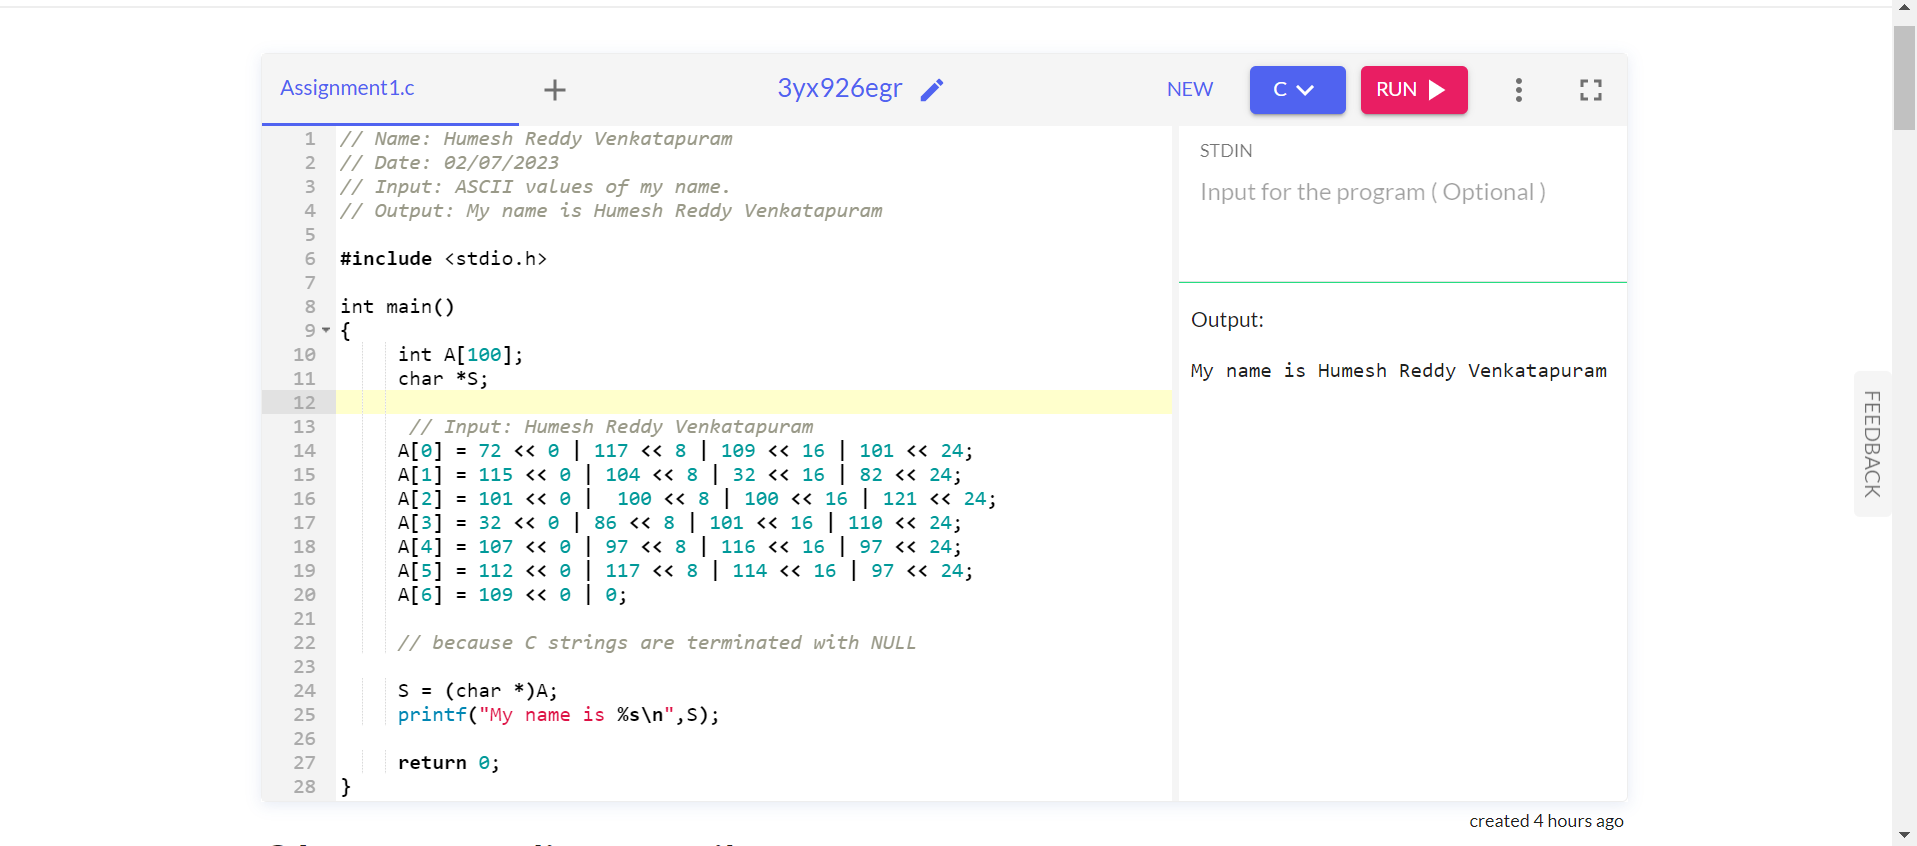 Assignment1.c + 3yx926egr NEW C RUN
1 // Name: Humesh Reddy Venkatapuram
2 // Date: 02/07/2023
3 // Input: ASCII values of my name.
4 // Output: My name is Humesh Reddy Venkatapuram
5
6 #include <stdio.h>
7
8 int main()
9 {
10 int A[100];
11 char *S;
12
13 // Input: Humesh Reddy Venkatapuram
14 A[0] = 72 << 0 | 117 << 8 | 109 << 16 | 101 << 24;
15 A[1] = 115 << 0 | 104 << 8 | 32 << 16 | 82 << 24;
16 A[2] = 101 << 0 |  100 << 8 | 100 << 16 | 121 << 24;
17 A[3] = 32 << 0 | 86 << 8 | 101 << 16 | 110 << 24;
18 A[4] = 107 << 0 | 97 << 8 | 116 << 16 | 97 << 24;
19 A[5] = 112 << 0 | 117 << 8 | 114 << 16 | 97 << 24;
20 A[6] = 109 << 0 | 0;
21
22 // because C strings are terminated with NULL
23
24 S = (char *)A;
25 printf("My name is %s\n",S);
26
27 return 0;
28 }
STDIN
Input for the program ( Optional )
Output:
My name is Humesh Reddy Venkatapuram
FEEDBACK
created 4 hours ago